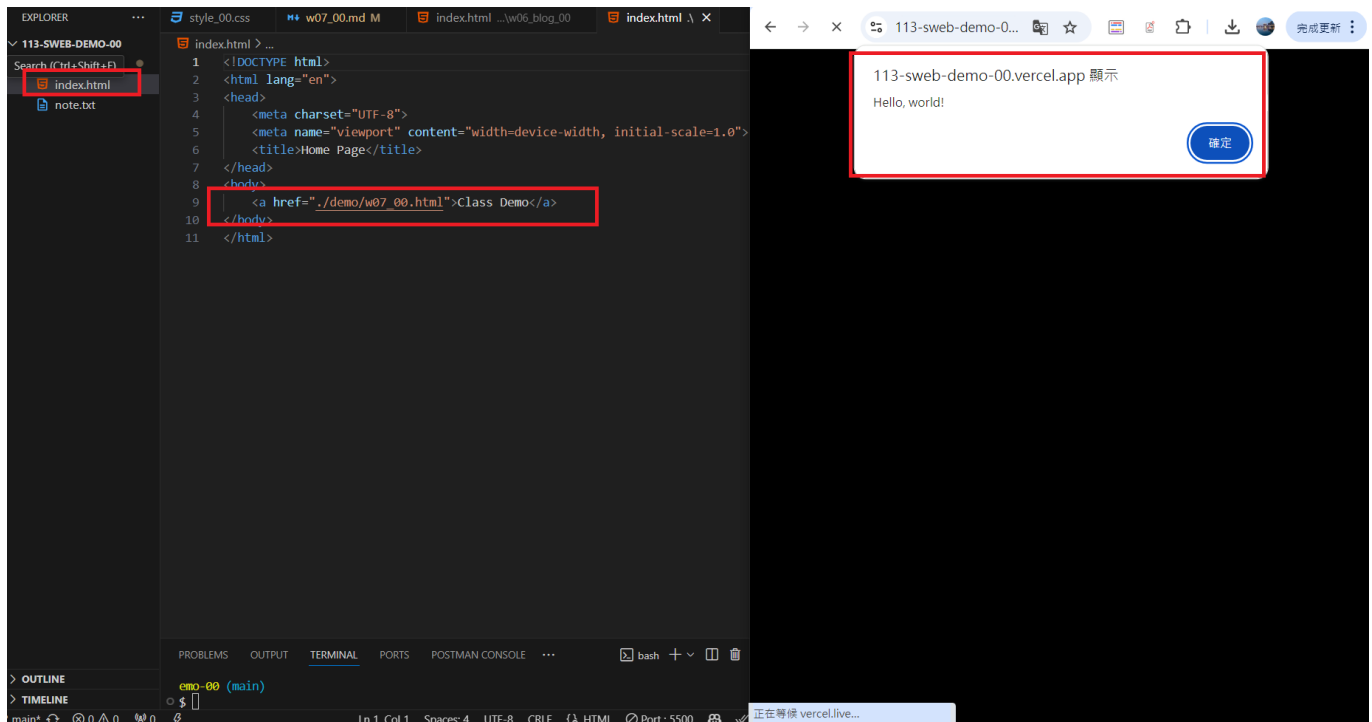 EXPLORER ···
113-SWEB-DEMO-00
Search (Ctrl+Shift+F)
index.html
note.txt
OUTLINE
TIMELINE
style_00.css
w07_00.md M
index.html ...\w06_blog_00
index.html .\
index.html > ...
1 <!DOCTYPE html>
2 <html lang="en">
3 <head>
4 <meta charset="UTF-8">
5 <meta name="viewport" content="width=device-width, initial-scale=1.0">
6 <title>Home Page</title>
7 </head>
8 <body>
9 <a href="./demo/w07_00.html">Class Demo</a>
10 </body>
11 </html>
PROBLEMS OUTPUT TERMINAL PORTS POSTMAN CONSOLE ···
bash
emo-00 (main)
$
main* 0 0 0 Ln 1, Col 1 Spaces: 4 UTF-8 CRLF HTML Port : 5500
113-sweb-demo-0...
完成更新
113-sweb-demo-00.vercel.app 顯示
Hello, world!
確定
正在等候 vercel.live...